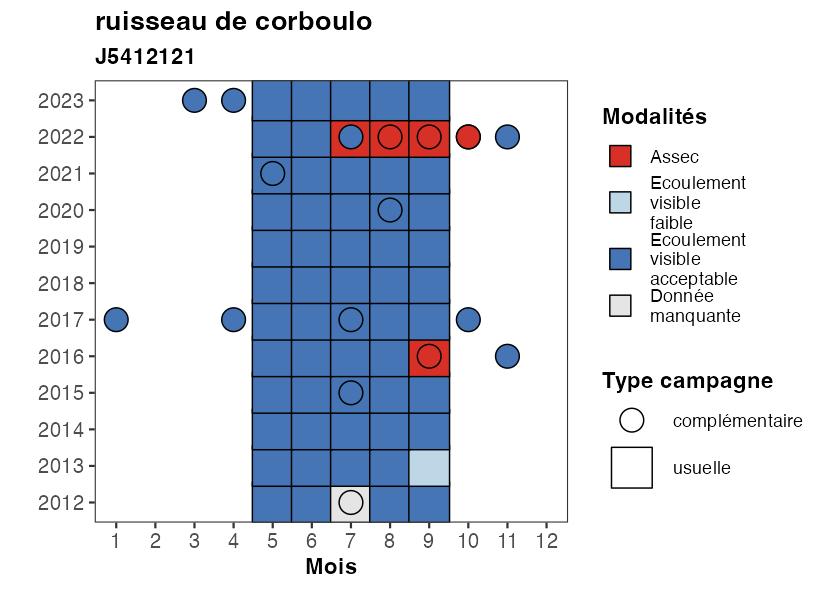 ruisseau de corboulo
J5412121
2023
2022
2021
2020
2019
2018
2017
2016
2015
2014
2013
2012
1 2 3 4 5 6 7 8 9 10 11 12
Mois
Modalités
Assec
Ecoulement
visible
faible
Ecoulement
visible
acceptable
Donnée
manquante
Type campagne
complémentaire
usuelle